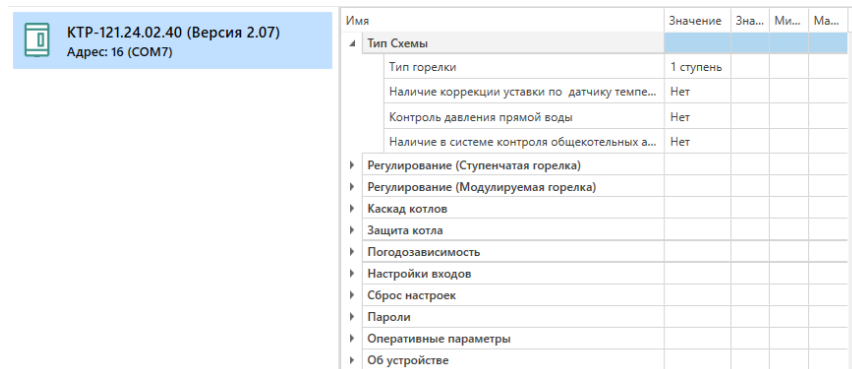 КТР-121.24.02.40 (Версия 2.07)
Адрес: 16 (COM7)
Имя Значение Зна... Ми... Ма...
Тип Схемы
Тип горелки 1 ступень
Наличие коррекции уставки по датчику темпе... Нет
Контроль давления прямой воды Нет
Наличие в системе контроля общекотельных а... Нет
Регулирование (Ступенчатая горелка)
Регулирование (Модулируемая горелка)
Каскад котлов
Защита котла
Погодозависимость
Настройки входов
Сброс настроек
Пароли
Оперативные параметры
Об устройстве